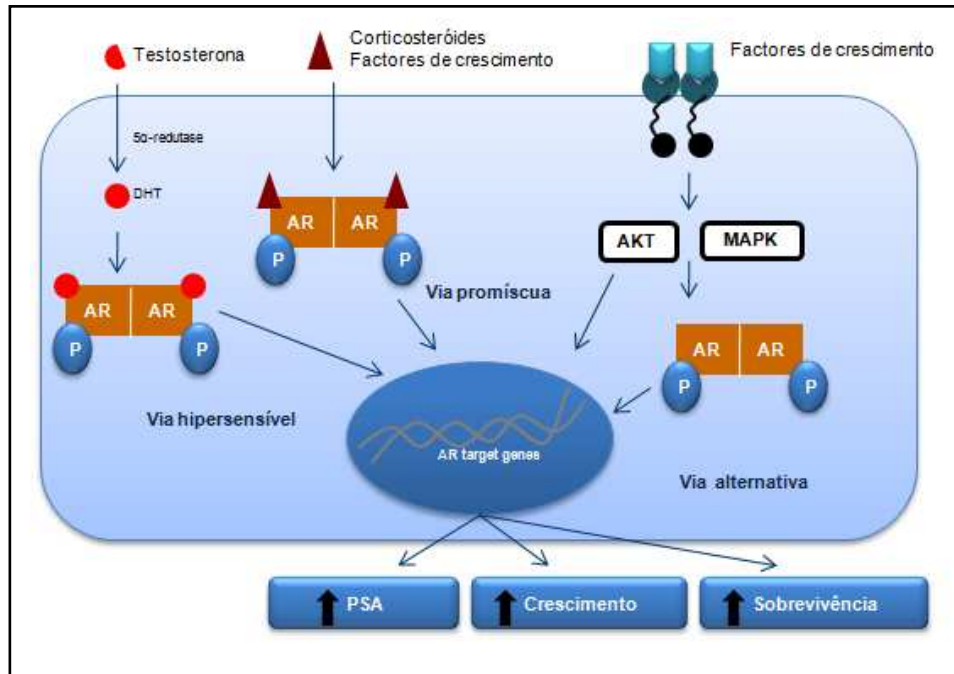 Testosterona
Corticosteróides
Factores de crescimento
Factores de crescimento
5α-redutase
DHT
AR AR
P P
Via promíscua
AKT
MAPK
AR AR
P P
Via hipersensível
AR AR
P P
AR target genes
Via alternativa
PSA
Crescimento
Sobrevivência